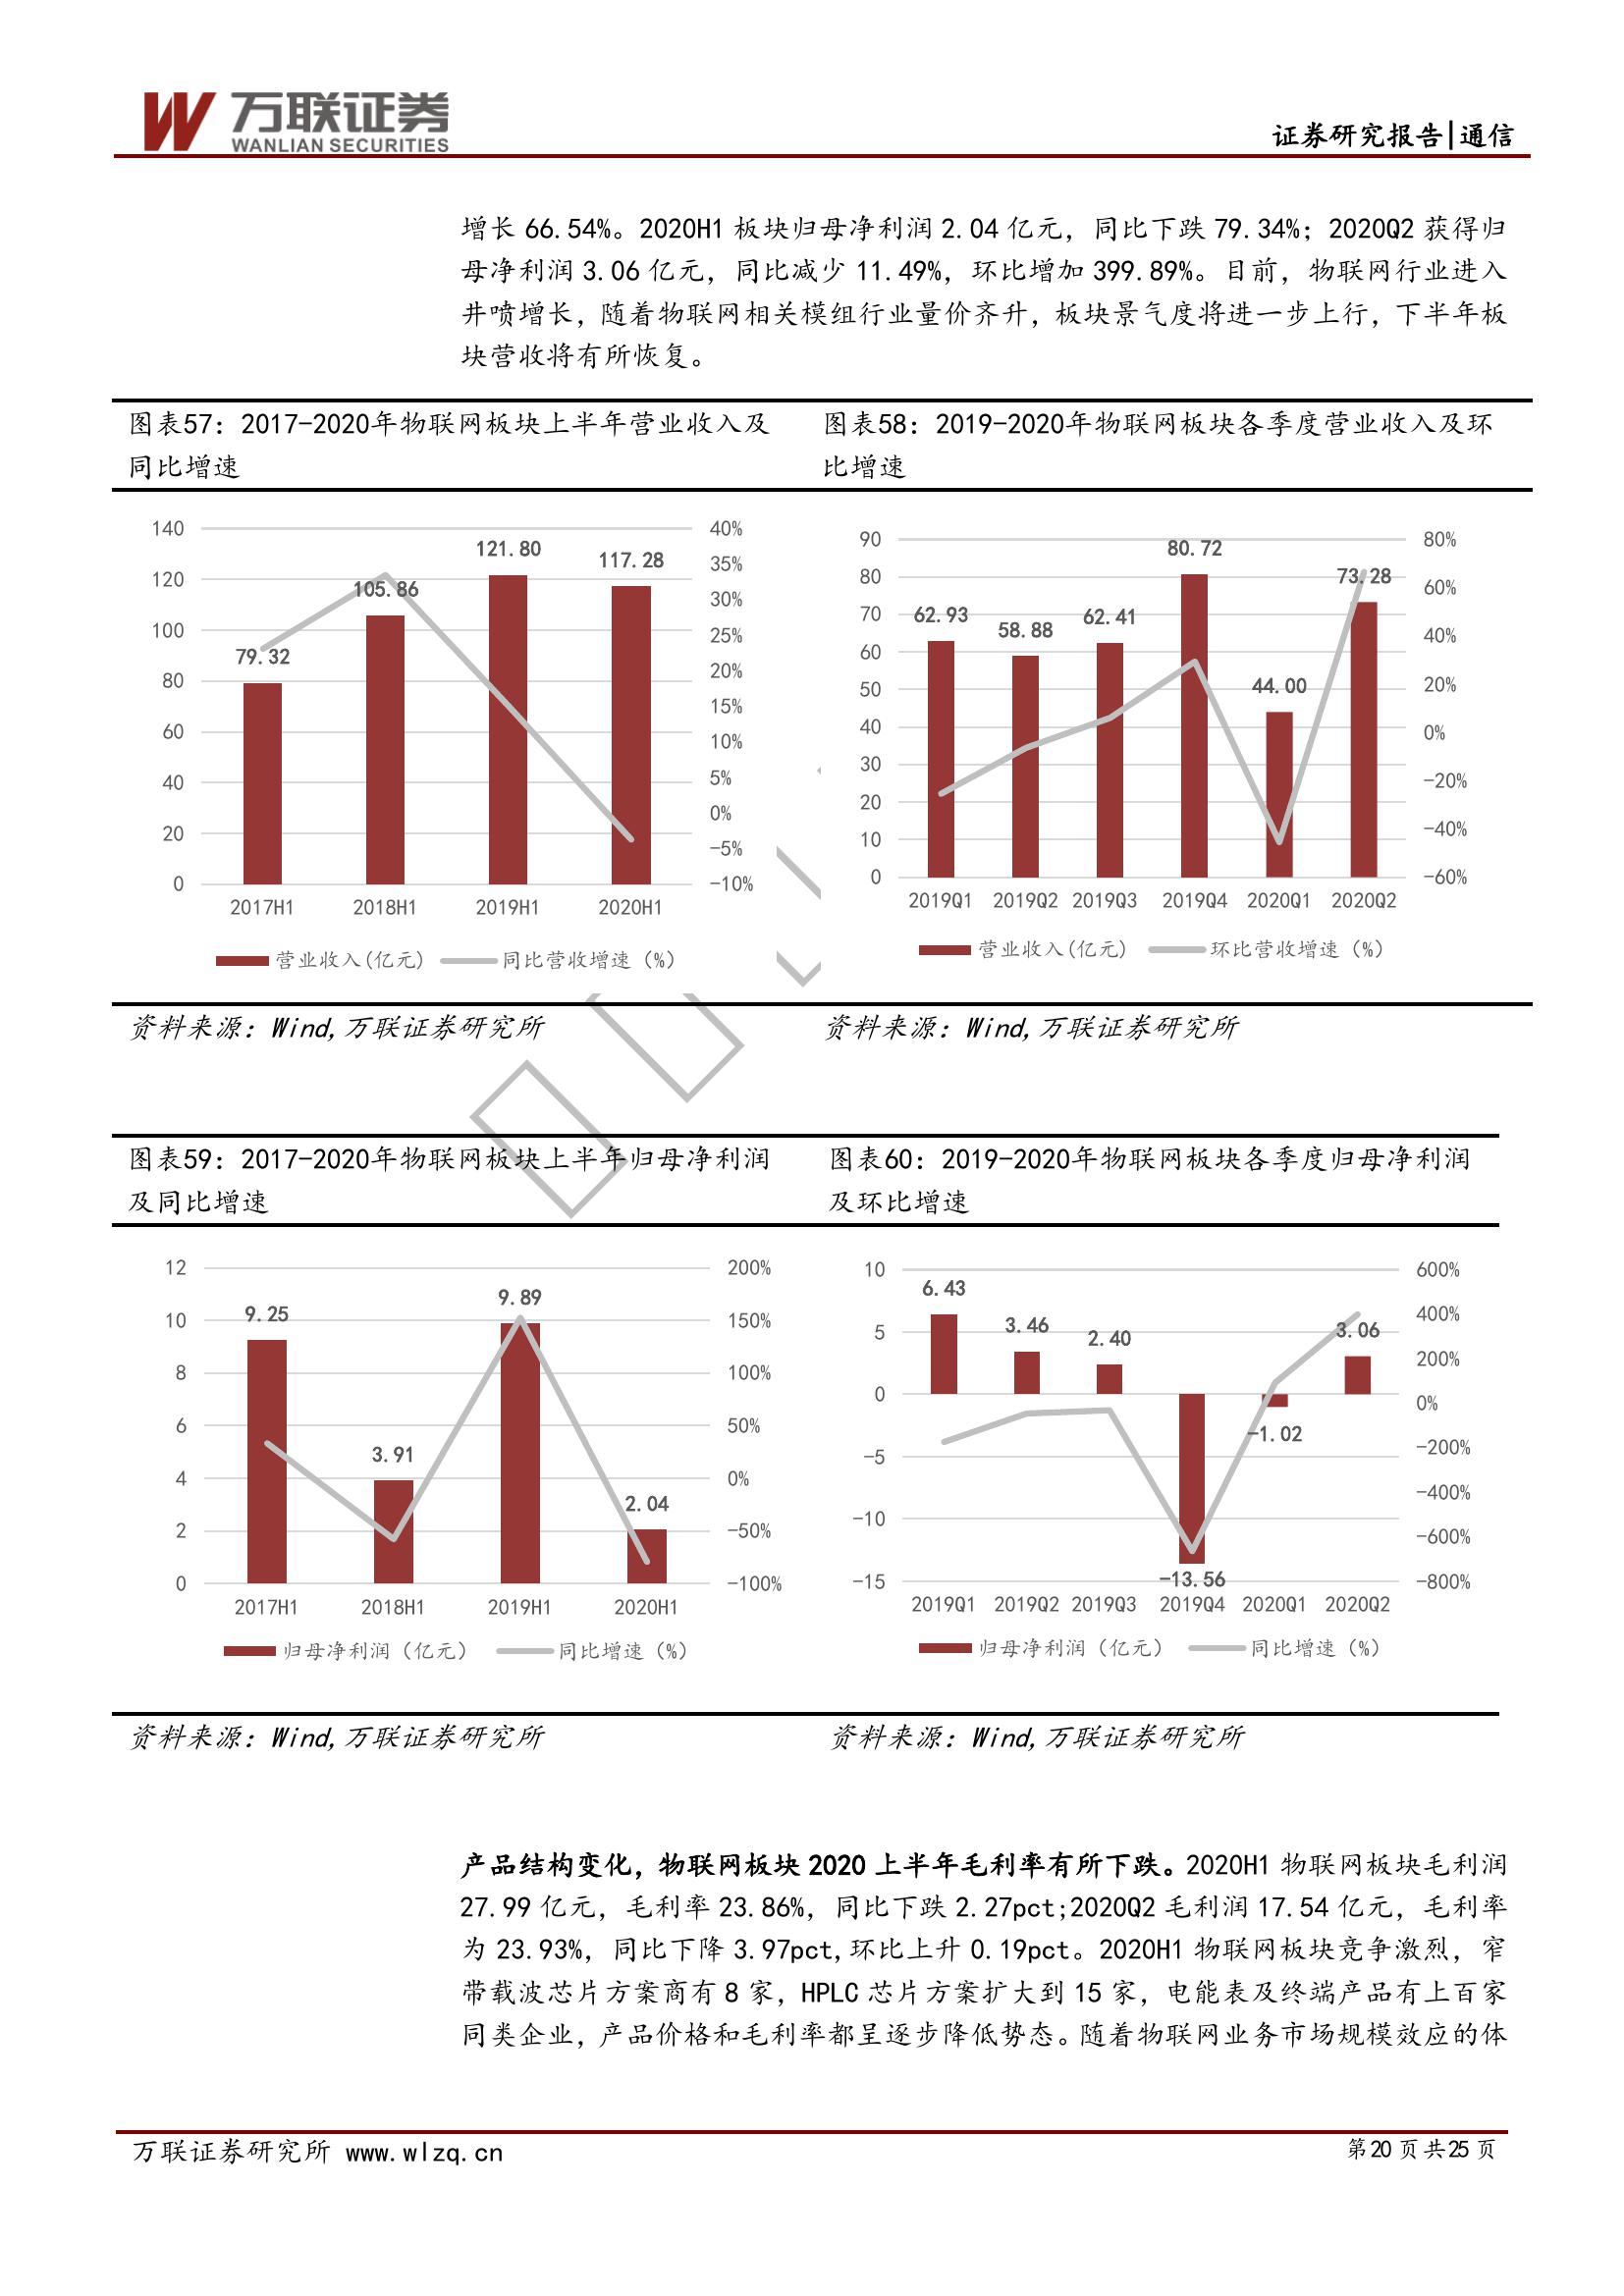 万联证券
WANLIAN SECURITIES
证券研究报告|通信
增长 66.54%。2020H1 板块归母净利润 2.04 亿元，同比下跌 79.34%；2020Q2 获得归
母净利润 3.06 亿元，同比减少 11.49%，环比增加 399.89%。目前，物联网行业进入
井喷增长，随着物联网相关模组行业量价齐升，板块景气度将进一步上行，下半年板
块营收将有所恢复。
图表57：2017-2020年物联网板块上半年营业收入及
同比增速
图表58：2019-2020年物联网板块各季度营业收入及环
比增速
140
120
100
80
60
40
20
0
79.32
105.86
121.80
117.28
40%
35%
30%
25%
20%
15%
10%
5%
0%
-5%
-10%
2017H1 2018H1 2019H1 2020H1
营业收入(亿元) 同比营收增速（%）
90
80
70
60
50
40
30
20
10
0
62.93
58.88
62.41
80.72
44.00
73.28
80%
60%
40%
20%
0%
-20%
-40%
-60%
2019Q1 2019Q2 2019Q3 2019Q4 2020Q1 2020Q2
营业收入(亿元) 环比营收增速（%）
资料来源：Wind,万联证券研究所
资料来源：Wind,万联证券研究所
图表59：2017-2020年物联网板块上半年归母净利润
及同比增速
图表60：2019-2020年物联网板块各季度归母净利润
及环比增速
12
10
8
6
4
2
0
9.25
3.91
9.89
2.04
200%
150%
100%
50%
0%
-50%
-100%
2017H1 2018H1 2019H1 2020H1
归母净利润（亿元） 同比增速（%）
10
5
0
-5
-10
-15
6.43
3.46
2.40
-13.56
-1.02
3.06
600%
400%
200%
0%
-200%
-400%
-600%
-800%
2019Q1 2019Q2 2019Q3 2019Q4 2020Q1 2020Q2
归母净利润（亿元） 同比增速（%）
资料来源：Wind,万联证券研究所
资料来源：Wind,万联证券研究所
产品结构变化，物联网板块 2020 上半年毛利率有所下跌。2020H1 物联网板块毛利润
27.99 亿元，毛利率 23.86%，同比下跌 2.27pct;2020Q2 毛利润 17.54 亿元，毛利率
为 23.93%，同比下降 3.97pct,环比上升 0.19pct。2020H1 物联网板块竞争激烈，窄
带载波芯片方案商有 8 家，HPLC 芯片方案扩大到 15 家，电能表及终端产品有上百家
同类企业，产品价格和毛利率都呈逐步降低势态。随着物联网业务市场规模效应的体
万联证券研究所 www.wlzq.cn
第20 页共25 页